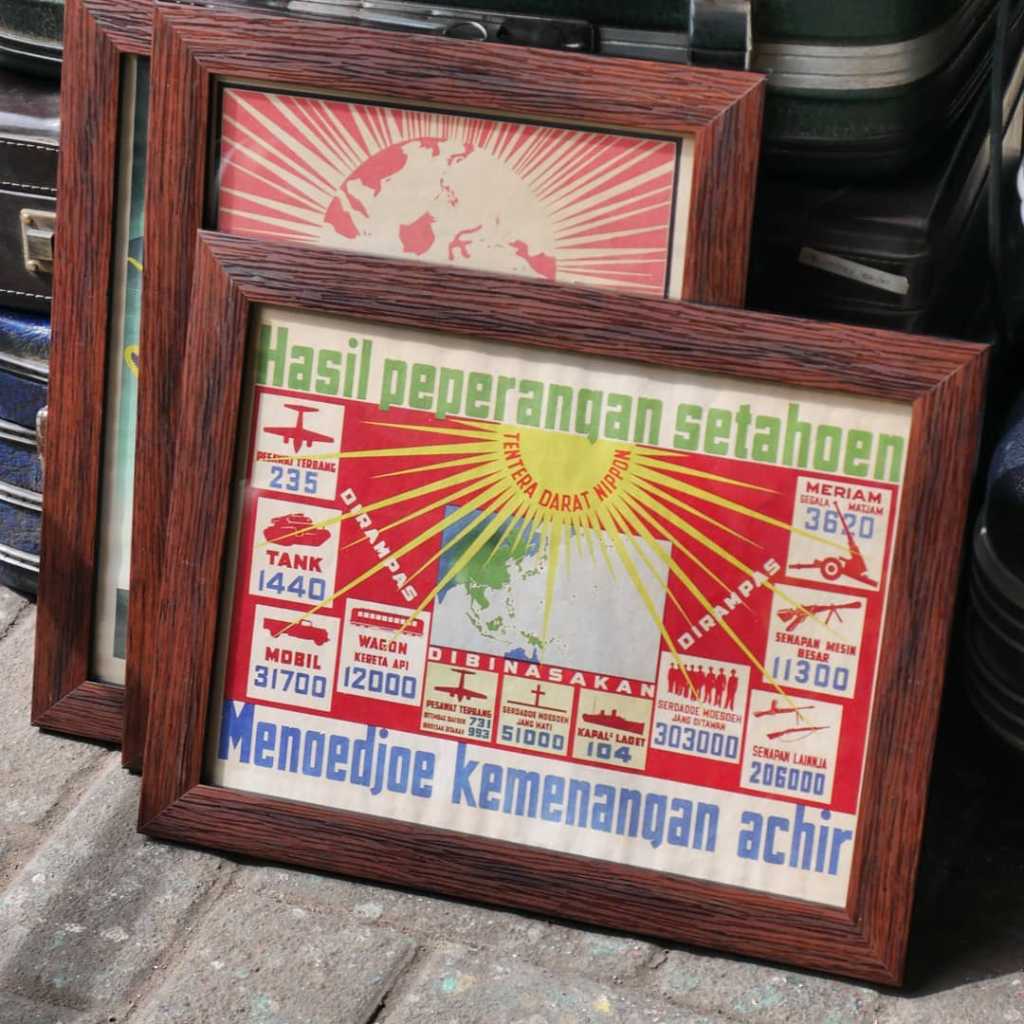 Hasil peperangan setahoen
TENTERA DARAT NIPPON
PESAWAT TERBANG
235
DIRAMPAS
TANK
1440
MOBIL
31700
WAGON
KERETA API
12000
DIBINASAKAN
PESAWAT TERBANG
731
993
SERDADOE MOESOEH
JANG MATI
51000
KAPAL² LAOET
104
DIRAMPAS
MERIAM
SEGALA MATJAM
3620
SENAPAN MESIN
BESAR
11300
SERDADOE MOESOEH
JANG DITAWAN
303000
SENAPAN LAINNJA
206000
Menoedjoe kemenangan achir